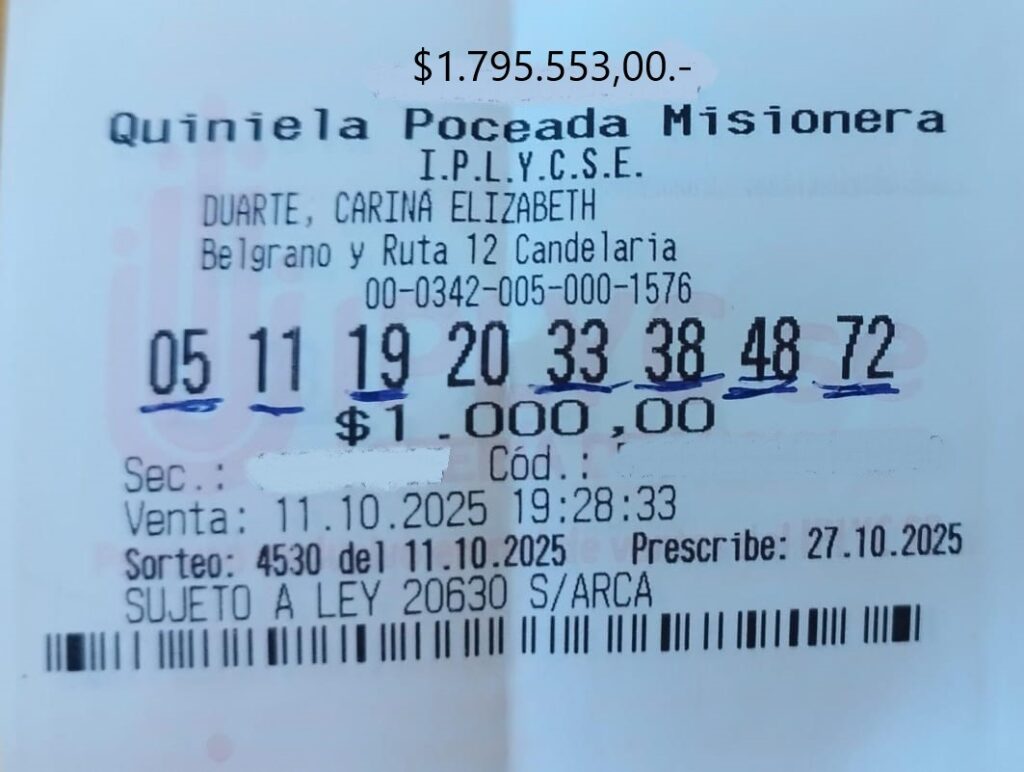 $1.795.553,00.-
Quiniela Poceada Misionera
I.P.L.Y.C.S.E.
DUARTE, CARINA ELIZABETH
Belgrano y Ruta 12 Candelaria
00-0342-005-000-1576
05 11 19 20 33 38 48 72
$1.000,00
Sec.: Cód.:
Venta: 11.10.2025 19:28:33
Sorteo: 4530 del 11.10.2025 Prescribe: 27.10.2025
SUJETO A LEY 20630 S/ARCA